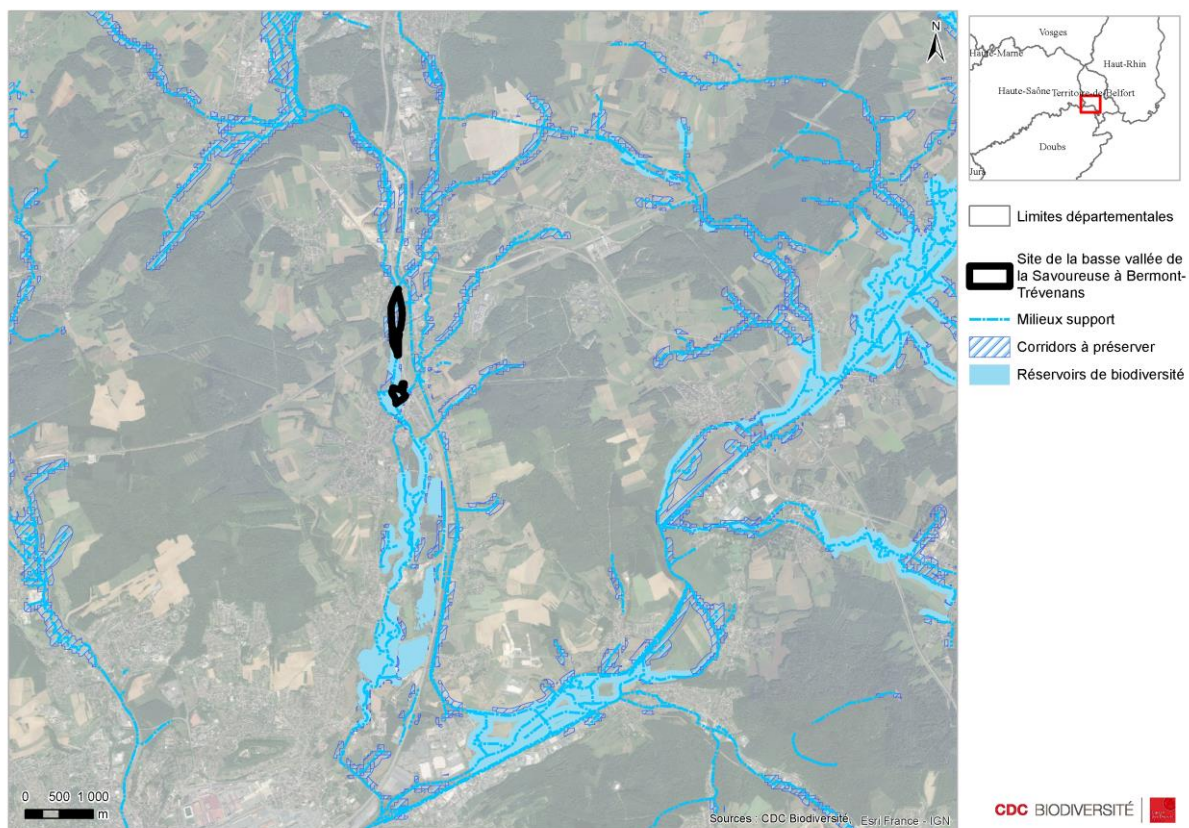 N
Vosges
Haute-Marne
Haut-Rhin
Haute-Saône
Territoire-de-Belfort
Doubs
Jura
Limites départementales
Site de la basse vallée de
la Savoureuse à Bermont-
Trévenans
Milieux support
Corridors à préserver
Réservoirs de biodiversité
0 500 1 000
m
Sources : CDC Biodiversité, Esri France - IGN
CDC BIODIVERSITÉ